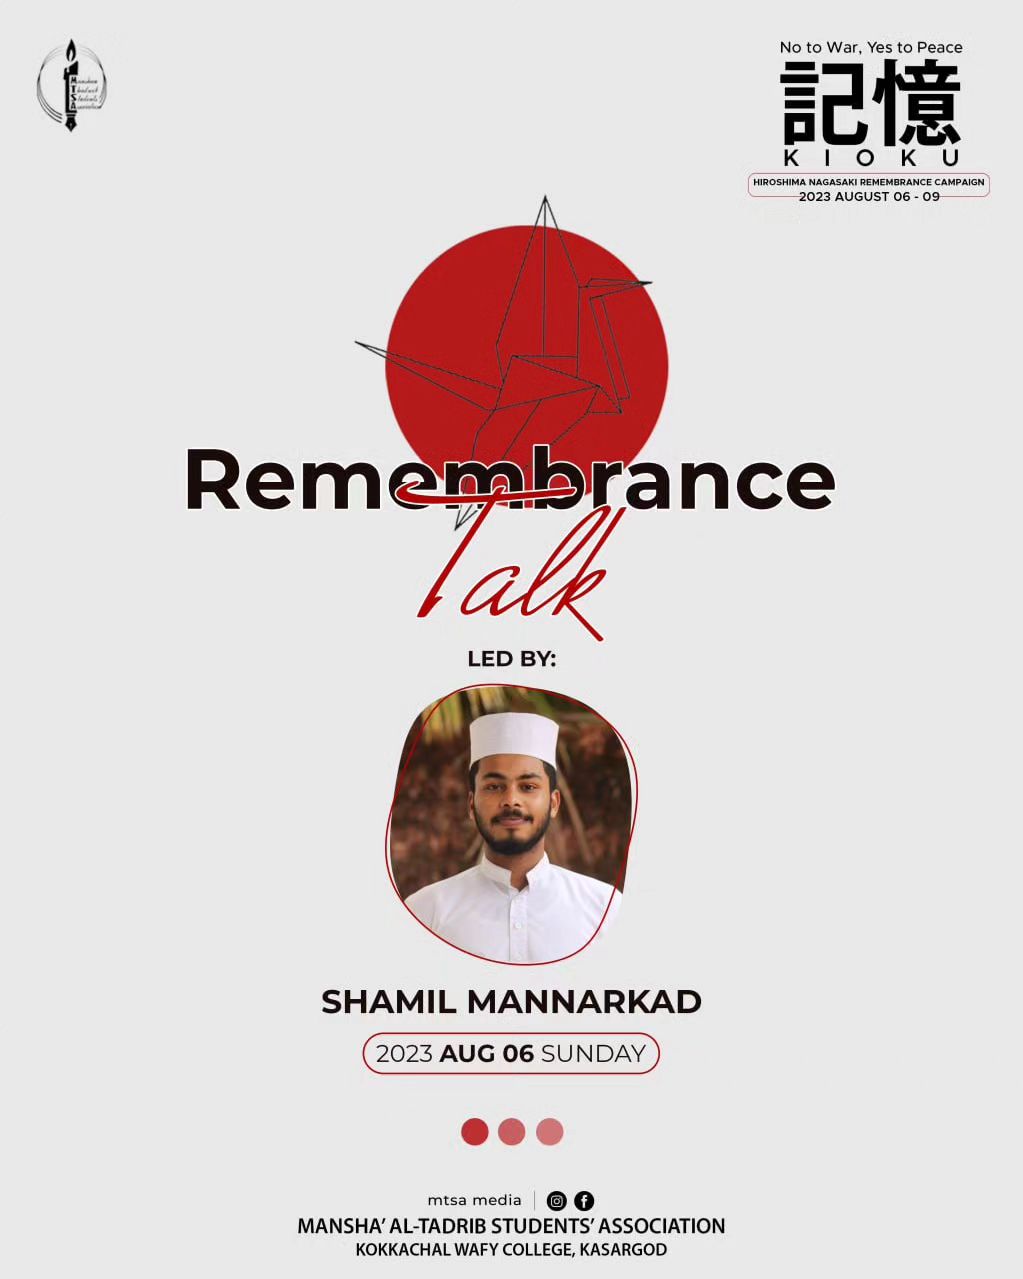 MTSA
No to War, Yes to Peace
記憶
KIOKU
HIROSHIMA NAGASAKI REMEMBRANCE CAMPAIGN
2023 AUGUST 06 - 09
Remembrance
Talk
LED BY:
SHAMIL MANNARKAD
2023 AUG 06 SUNDAY
mtsa media
MANSHA’ AL-TADRIB STUDENTS’ ASSOCIATION
KOKKACHAL WAFY COLLEGE, KASARGOD